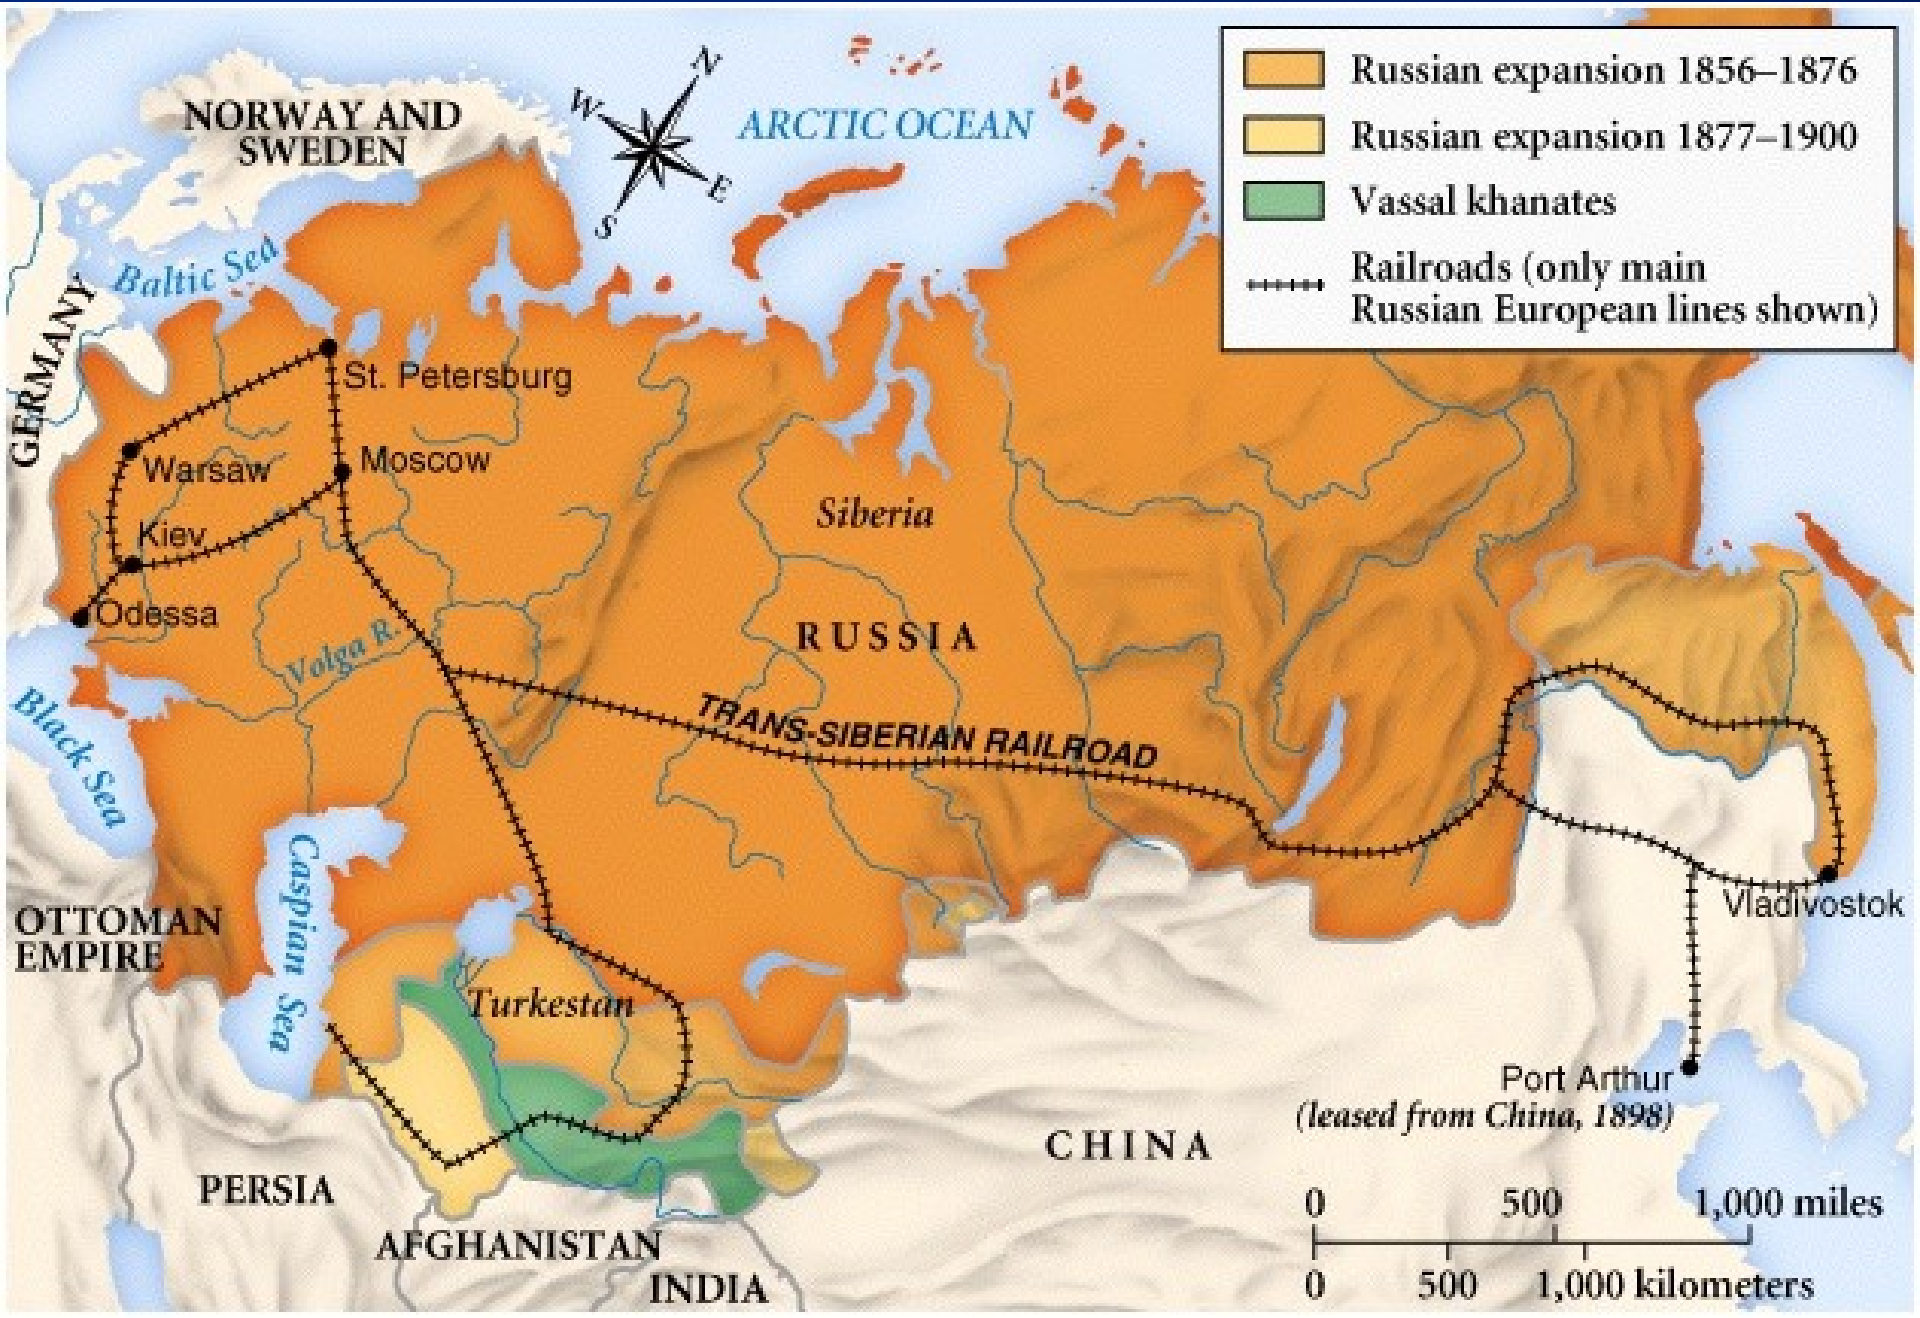 Russian expansion 1856–1876
Russian expansion 1877–1900
Vassal khanates
Railroads (only main
Russian European lines shown)
N
W
E
S
NORWAY AND
SWEDEN
ARCTIC OCEAN
Baltic Sea
GERMANY
St. Petersburg
Warsaw
Moscow
Kiev
Odessa
Siberia
RUSSIA
Volga R.
Black Sea
TRANS-SIBERIAN RAILROAD
Caspian Sea
OTTOMAN
EMPIRE
Turkestan
Vladivostok
Port Arthur
(leased from China, 1898)
CHINA
PERSIA
AFGHANISTAN
INDIA
0 500 1,000 miles
0 500 1,000 kilometers